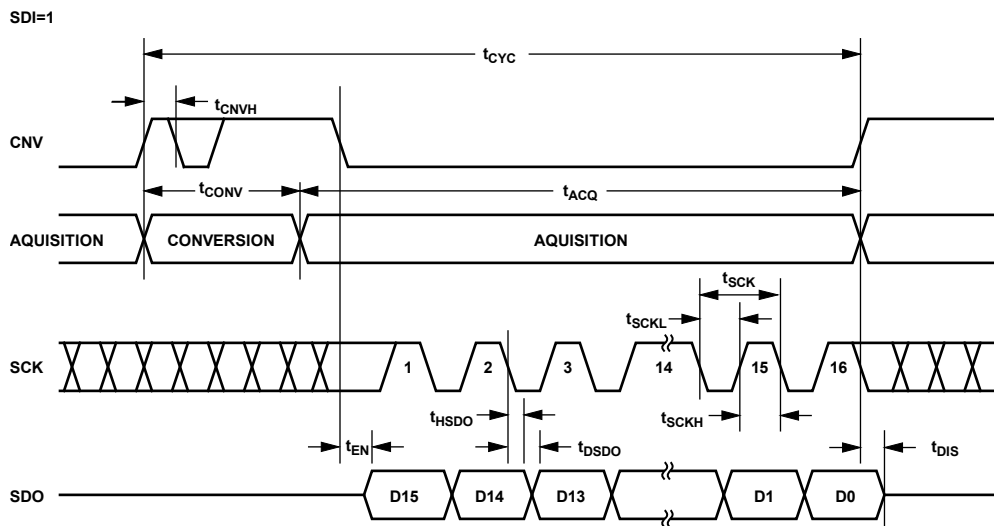 SDI=1
tCYC
tCNVH
CNV
tCONV
tACQ
AQUISITION
CONVERSION
AQUISITION
tSCK
tSCKL
SCK
1
2
3
14
15
16
tHSDO
tSCKH
tEN
tDSDO
tDIS
SDO
D15
D14
D13
D1
D0